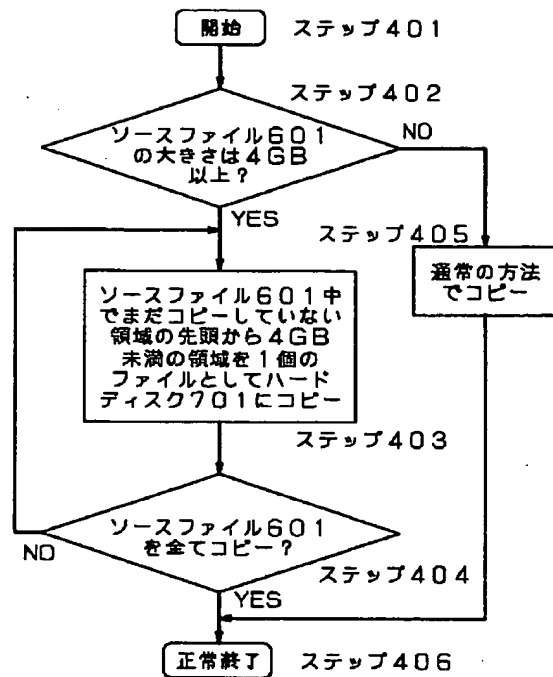 開始
ステップ401
ステップ402
ソースファイル601
の大きさは4GB
以上?
NO
YES
ステップ405
通常の方法
でコピー
ソースファイル601中
でまだコピーしていない
領域の先頭から4GB
未満の領域を1個の
ファイルとしてハード
ディスク701にコピー
ステップ403
ソースファイル601
を全てコピー?
NO
ステップ404
YES
正常終了
ステップ406